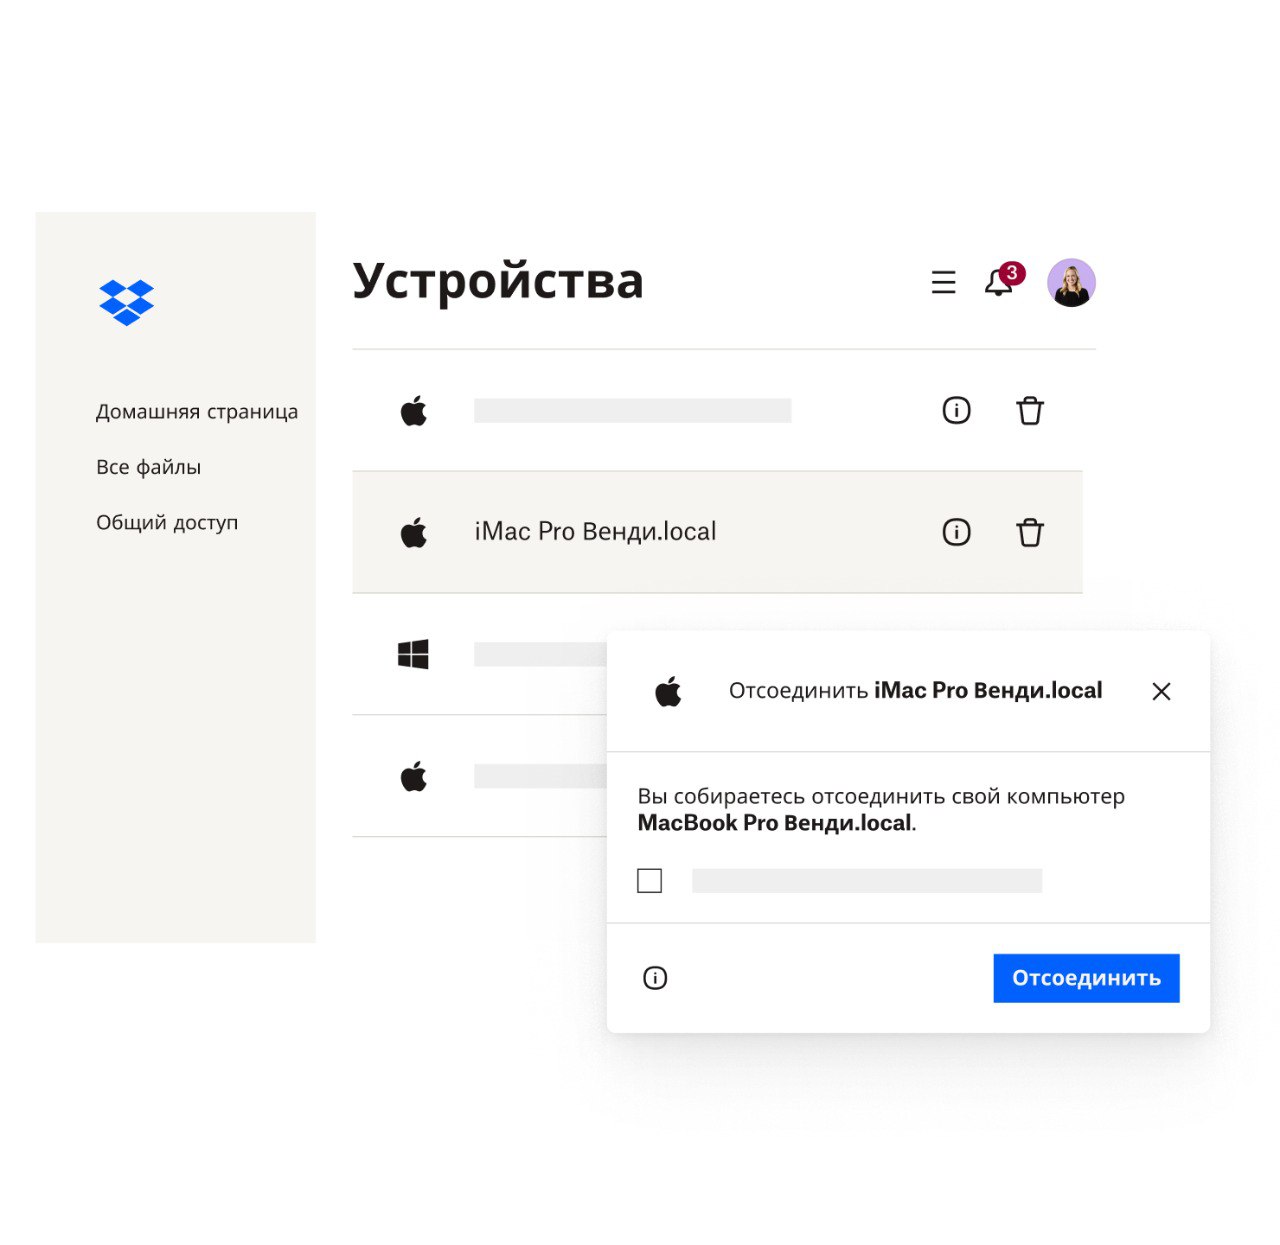 Устройства
3
Домашняя страница
Все файлы
Общий доступ
iMac Pro Венди.local
Отсоединить iMac Pro Венди.local
Вы собираетесь отсоединить свой компьютер
MacBook Pro Венди.local.
Отсоединить